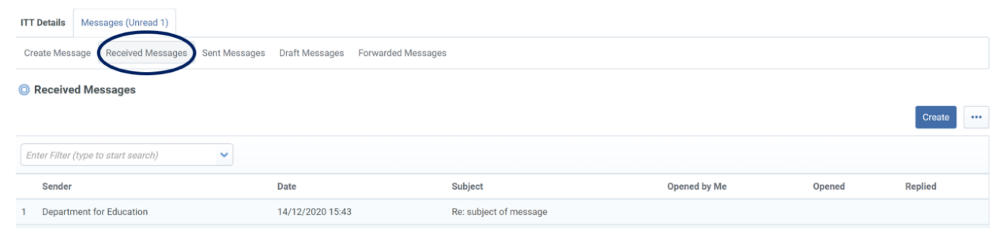 ITT Details Messages (Unread 1)
Create Message Received Messages Sent Messages Draft Messages Forwarded Messages
Received Messages
Create ...
Enter Filter (type to start search)
Sender Date Subject Opened by Me Opened Replied
1 Department for Education 14/12/2020 15:43 Re: subject of message